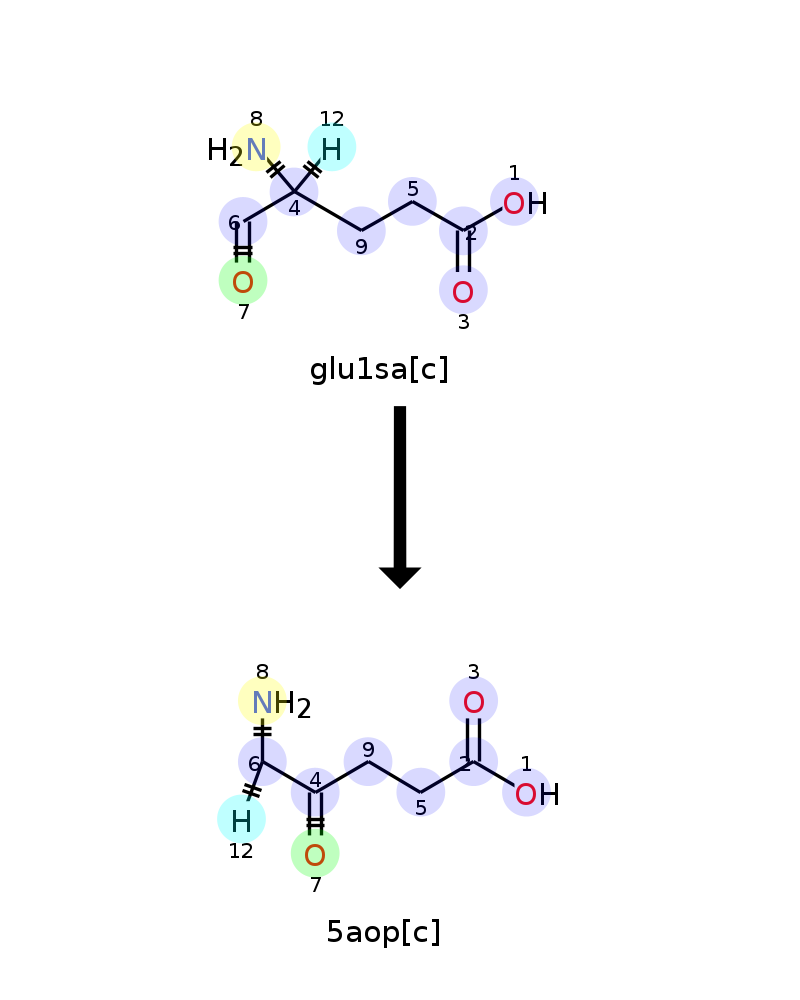 8 12
H2N H
6 4 5 1
OH
9 2
O O
7 3
glu1sa[c]
8 3
NH2 O
6 4 9 2 1
5 OH
H
12 O
7
5aop[c]